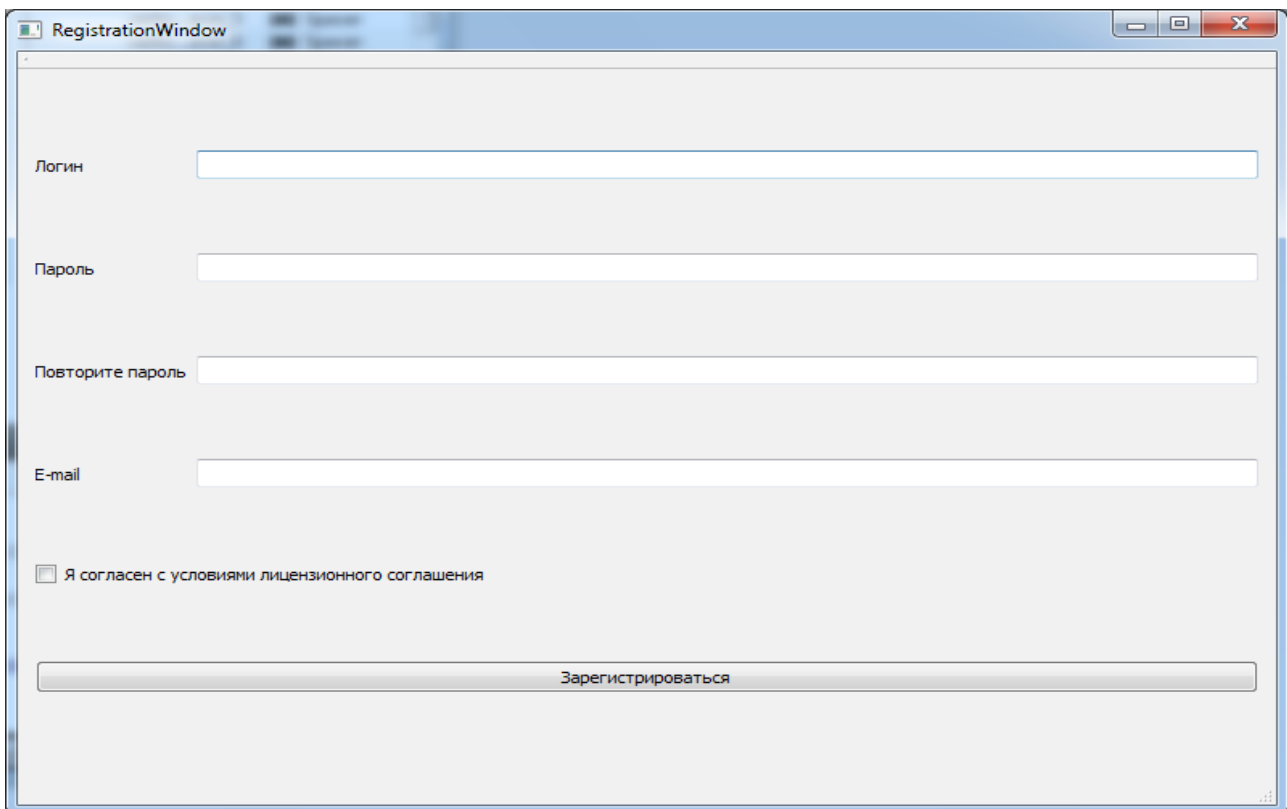 RegistrationWindow
Логин
Пароль
Повторите пароль
E-mail
Я согласен с условиями лицензионного соглашения
Зарегистрироваться